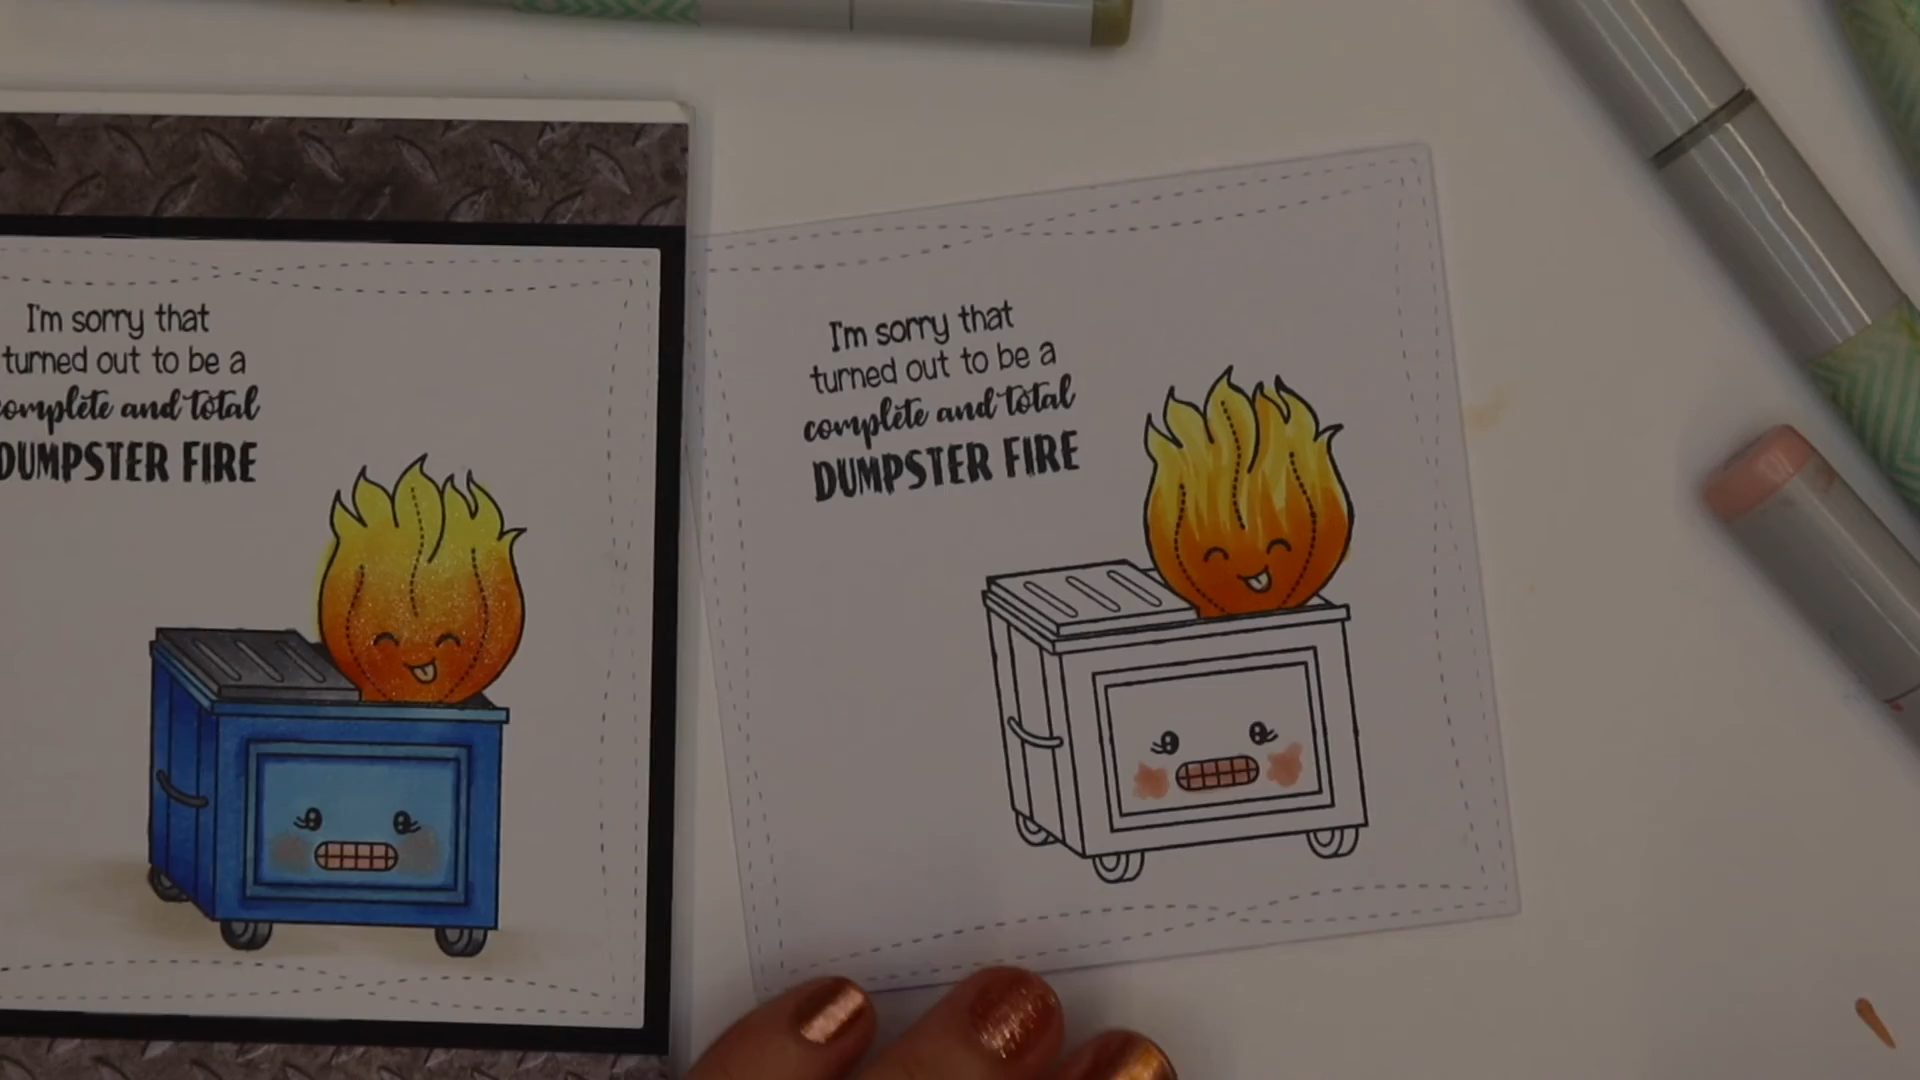 I'm sorry that
turned out to be a
complete and total
DUMPSTER FIRE
I'm sorry that
turned out to be a
complete and total
DUMPSTER FIRE